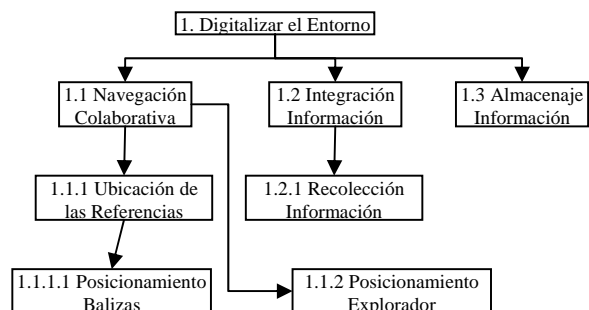 1. Digitalizar el Entorno
1.1 Navegación
Colaborativa
1.2 Integración
Información
1.3 Almacenaje
Información
1.1.1 Ubicación de
las Referencias
1.2.1 Recolección
Información
1.1.1.1 Posicionamiento
Balizas
1.1.2 Posicionamiento
Explorador